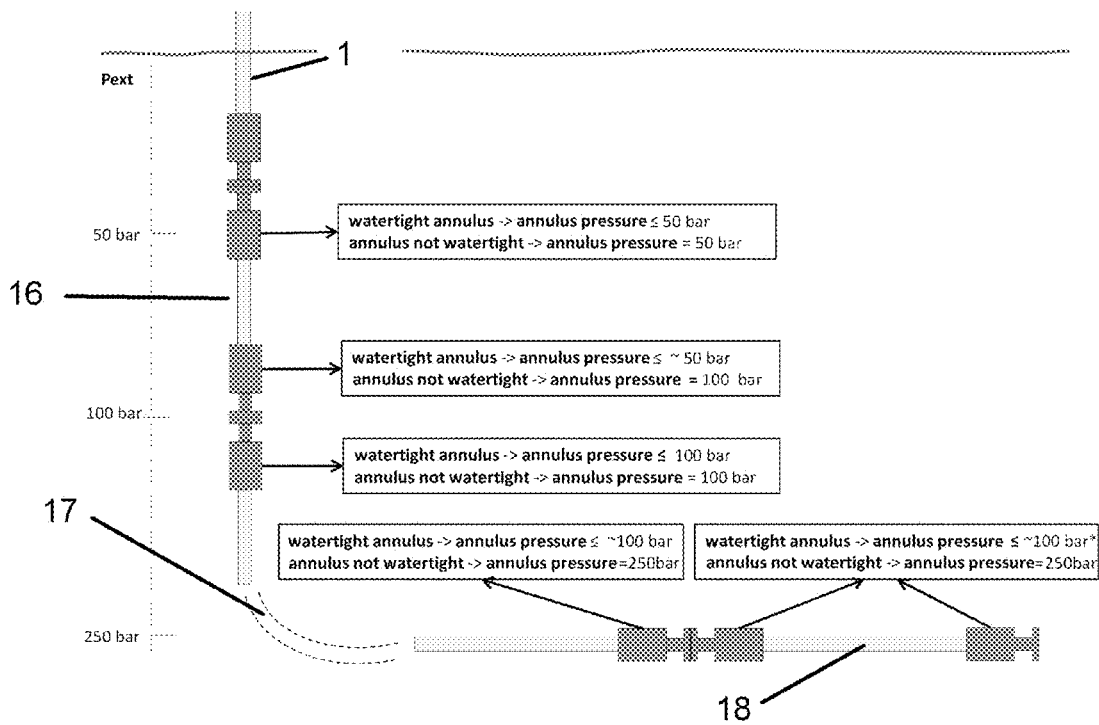 1
Pext
50 bar
watertight annulus -> annulus pressure ≤ 50 bar
annulus not watertight -> annulus pressure = 50 bar
16
watertight annulus -> annulus pressure ≤ ~ 50 bar
annulus not watertight -> annulus pressure = 100 bar
100 bar
watertight annulus -> annulus pressure ≤ 100 bar
annulus not watertight -> annulus pressure = 100 bar
17
watertight annulus -> annulus pressure ≤ ~100 bar
annulus not watertight -> annulus pressure=250bar
watertight annulus -> annulus pressure ≤ ~100 bar*
annulus not watertight -> annulus pressure=250bar
250 bar
18